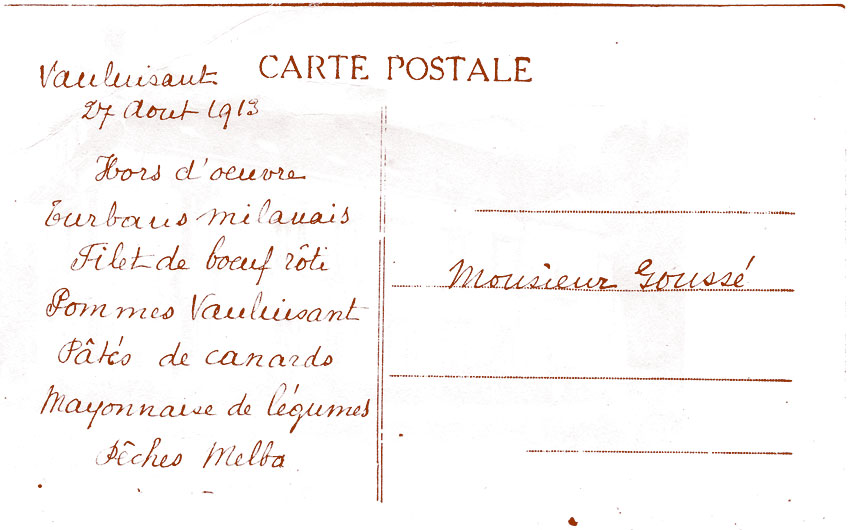 CARTE POSTALE
Vauluisant
27 Aout 1913
Hors d'oeuvre
Turbans milanais
Filet de boeuf rôti
Pommes Vauluisant
Pâtés de canards
Mayonnaise de légumes
Pêches Melba
Monsieur Goussé